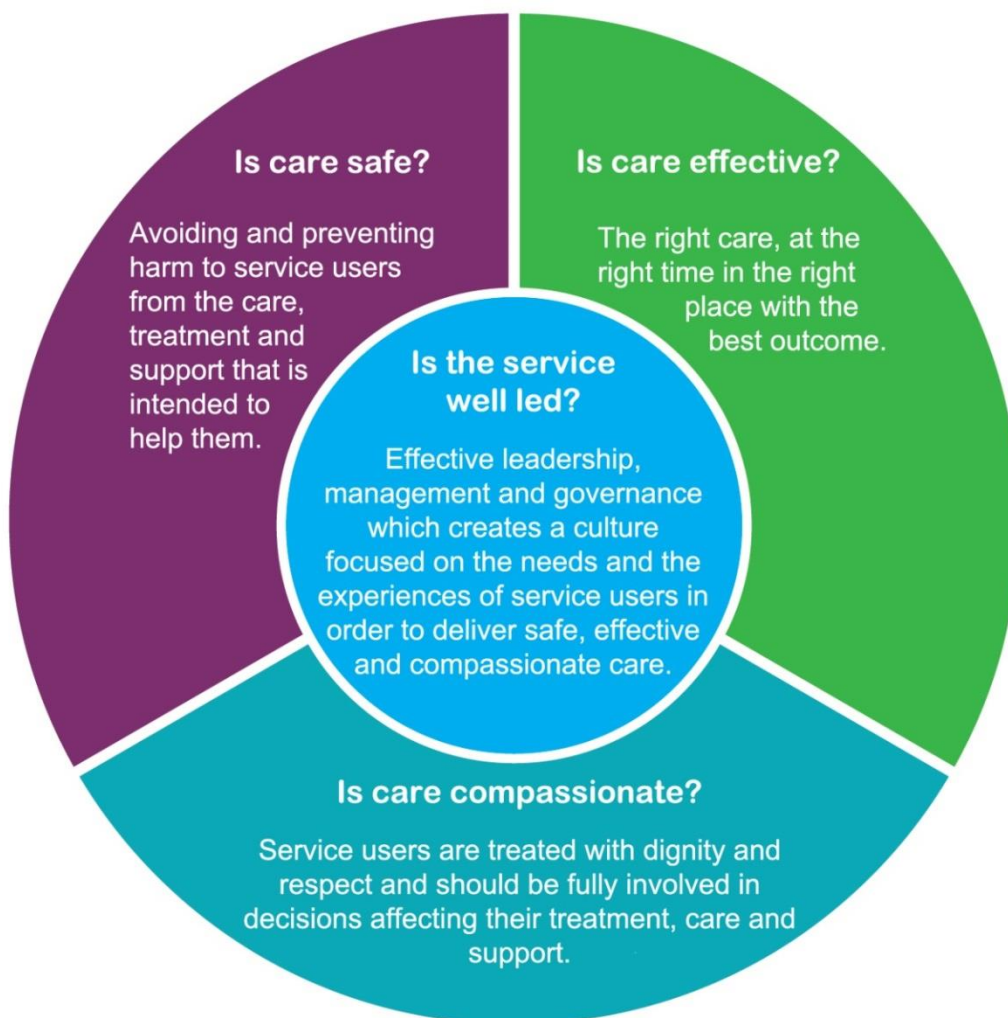 Is care safe?
Avoiding and preventing
harm to service users
from the care,
treatment and
support that is
intended to
help them.
Is care effective?
The right care, at the
right time in the right
place with the
best outcome.
Is the service
well led?
Effective leadership,
management and governance
which creates a culture
focused on the needs and the
experiences of service users in
order to deliver safe, effective
and compassionate care.
Is care compassionate?
Service users are treated with dignity and
respect and should be fully involved in
decisions affecting their treatment, care and
support.